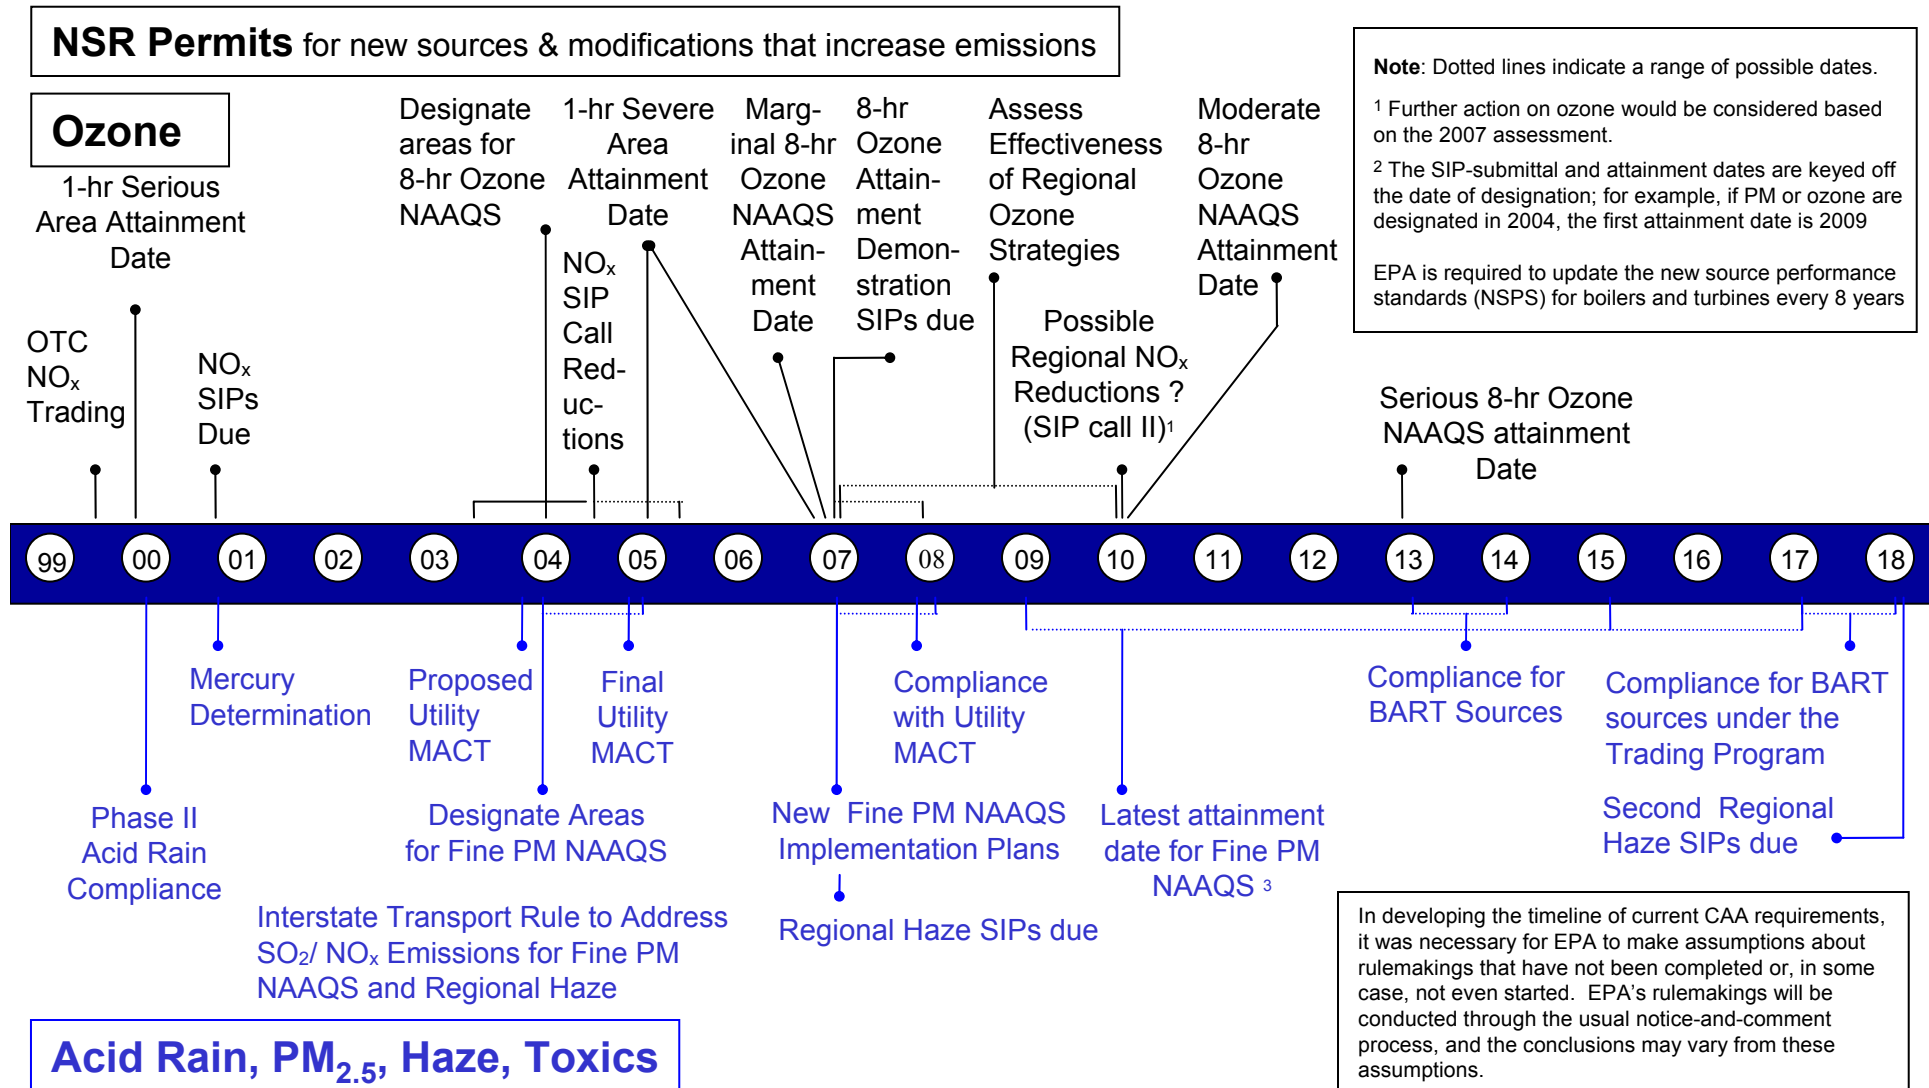 NSR Permits for new sources & modifications that increase emissions
Note: Dotted lines indicate a range of possible dates.
1 Further action on ozone would be considered based
on the 2007 assessment.
2 The SIP-submittal and attainment dates are keyed off
the date of designation; for example, if PM or ozone are
designated in 2004, the first attainment date is 2009
EPA is required to update the new source performance
standards (NSPS) for boilers and turbines every 8 years
Ozone
1-hr Serious
Area Attainment
Date
OTC
NOx
Trading
NOx
SIPs
Due
Designate
areas for
8-hr Ozone
NAAQS
NOx
SIP
Call
Red-
uc-
tions
1-hr Severe
Area
Attainment
Date
Marg-
inal 8-hr
Ozone
NAAQS
Attain-
ment
Date
8-hr
Ozone
Attain-
ment
Demon-
stration
SIPs due
Assess
Effectiveness
of Regional
Ozone
Strategies
Possible
Regional NOx
Reductions ?
(SIP call II)1
Moderate
8-hr
Ozone
NAAQS
Attainment
Date
Serious 8-hr Ozone
NAAQS attainment
Date
99 00 01 02 03 04 05 06 07 08 09 10 11 12 13 14 15 16 17 18
Mercury
Determination
Proposed
Utility
MACT
Final
Utility
MACT
Compliance
with Utility
MACT
Compliance for
BART Sources
Compliance for BART
sources under the
Trading Program
Phase II
Acid Rain
Compliance
Designate Areas
for Fine PM NAAQS
New Fine PM NAAQS
Implementation Plans
Latest attainment
date for Fine PM
NAAQS 3
Second Regional
Haze SIPs due
Interstate Transport Rule to Address
SO2/ NOx Emissions for Fine PM
NAAQS and Regional Haze
Regional Haze SIPs due
Acid Rain, PM2.5, Haze, Toxics
In developing the timeline of current CAA requirements,
it was necessary for EPA to make assumptions about
rulemakings that have not been completed or, in some
case, not even started. EPA's rulemakings will be
conducted through the usual notice-and-comment
process, and the conclusions may vary from these
assumptions.